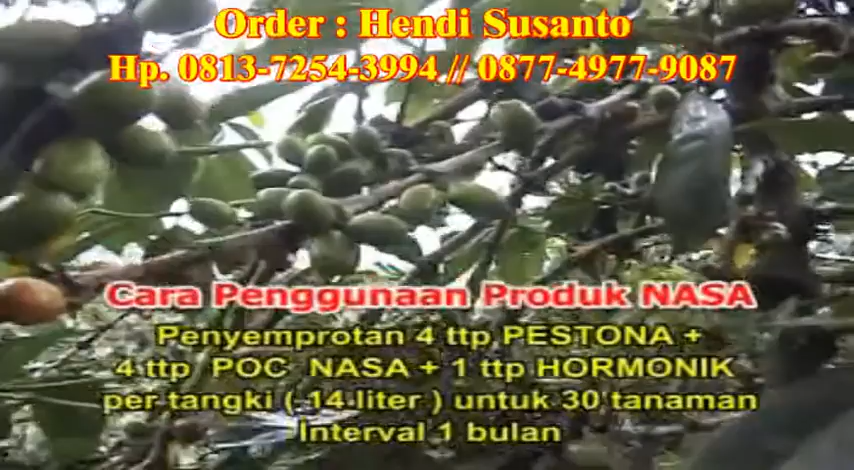 Order : Hendi Susanto
Hp. 0813-7254-3994 // 0877-4977-9087
Cara Penggunaan Produk NASA
Penyemprotan 4 ttp PESTONA +
4 ttp POC NASA + 1 ttp HORMONIK
per tangki ( 14 liter ) untuk 30 tanaman
Interval 1 bulan